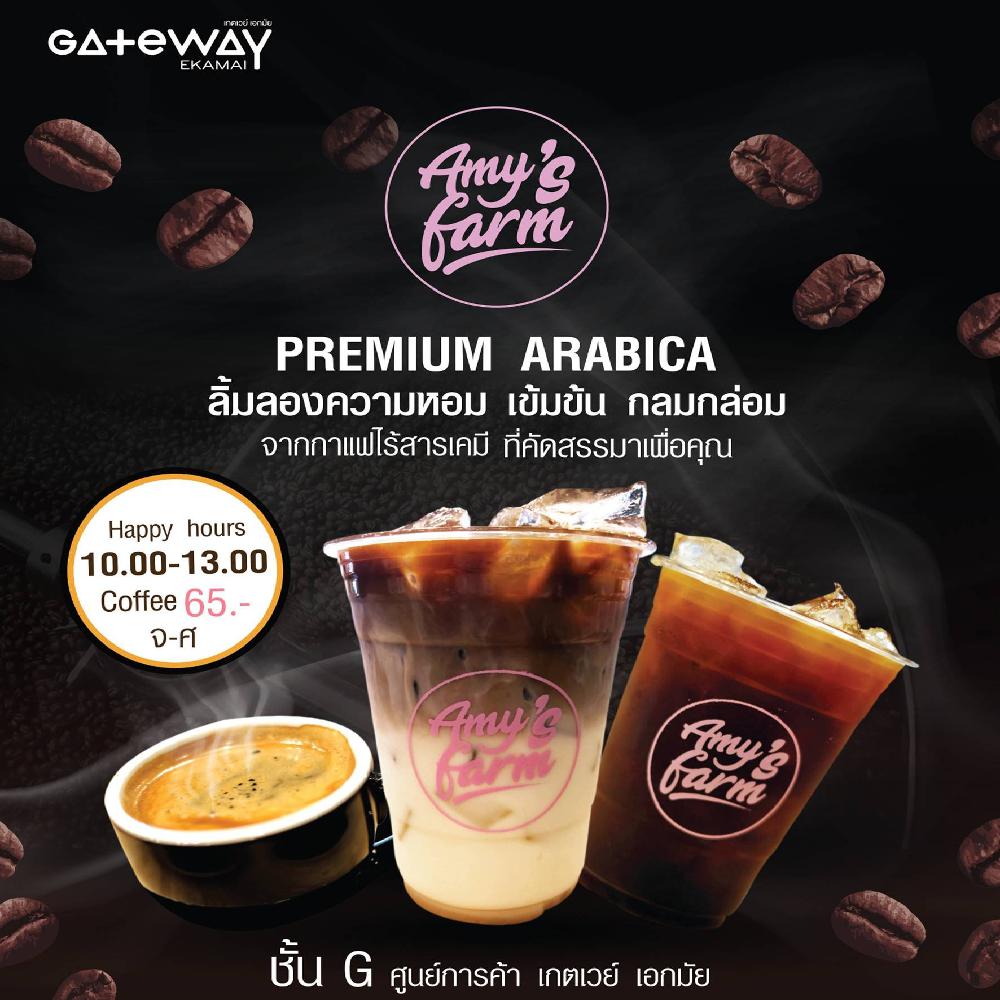 เกตเวย์ เอกมัย
GATEWAY
EKAMAI
Amy's
farm
PREMIUM ARABICA
ลิ้มลองความหอม เข้มข้น กลมกล่อม
จากกาแฟไร้สารเคมี ที่คัดสรรมาเพื่อคุณ
Happy hours
10.00-13.00
Coffee 65.-
จ-ศ
Amy's
farm
Amy's
farm
ชั้น G ศูนย์การค้า เกตเวย์ เอกมัย